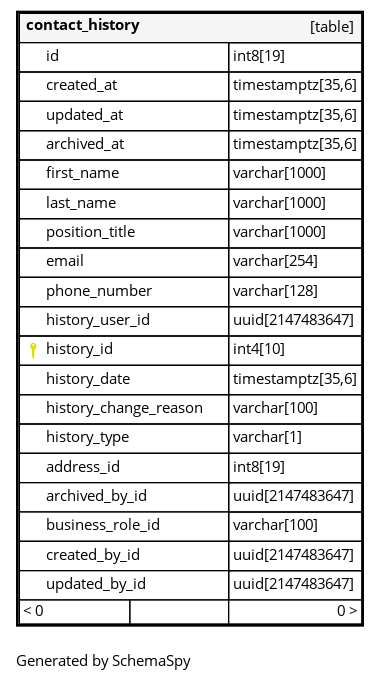 contact_history [table]
id int8[19]
created_at timestamptz[35,6]
updated_at timestamptz[35,6]
archived_at timestamptz[35,6]
first_name varchar[1000]
last_name varchar[1000]
position_title varchar[1000]
email varchar[254]
phone_number varchar[128]
history_user_id uuid[2147483647]
history_id int4[10]
history_date timestamptz[35,6]
history_change_reason varchar[100]
history_type varchar[1]
address_id int8[19]
archived_by_id uuid[2147483647]
business_role_id varchar[100]
created_by_id uuid[2147483647]
updated_by_id uuid[2147483647]
< 0 0 >
Generated by SchemaSpy